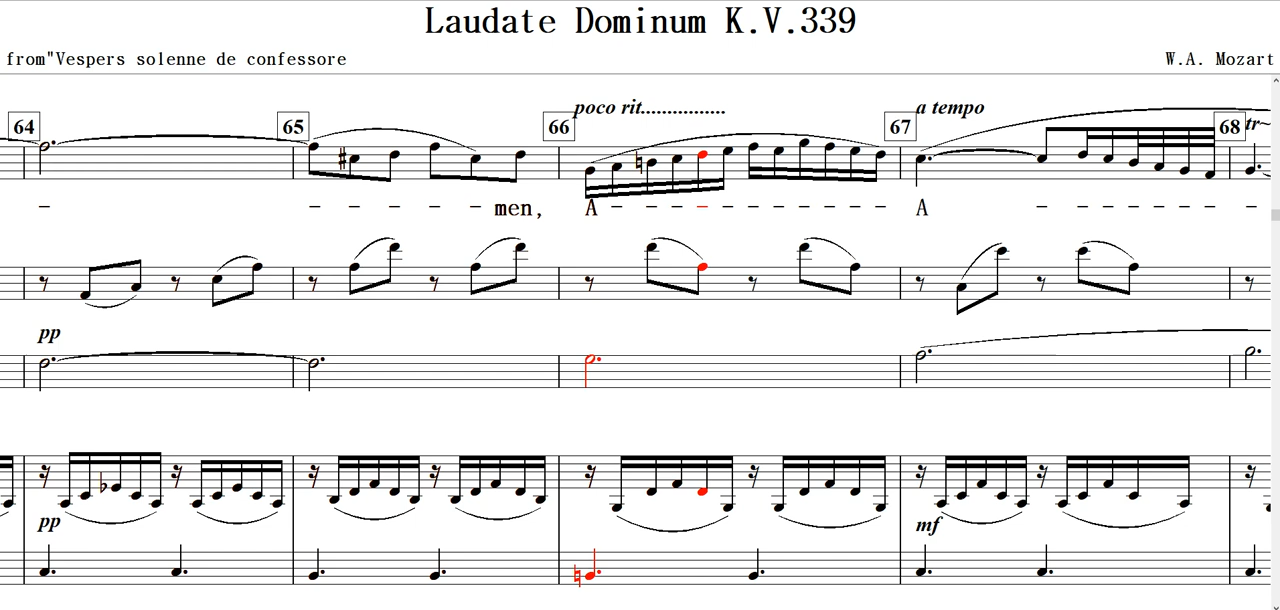 Laudate Dominum K.V.339
from"Vespers solenne de confessore
W.A. Mozart
poco rit...............
a tempo
64
65
66
67
68
tr~
- - - - - men, A - - - - - - - - - - - A - - - - - - - -
pp
pp
mf